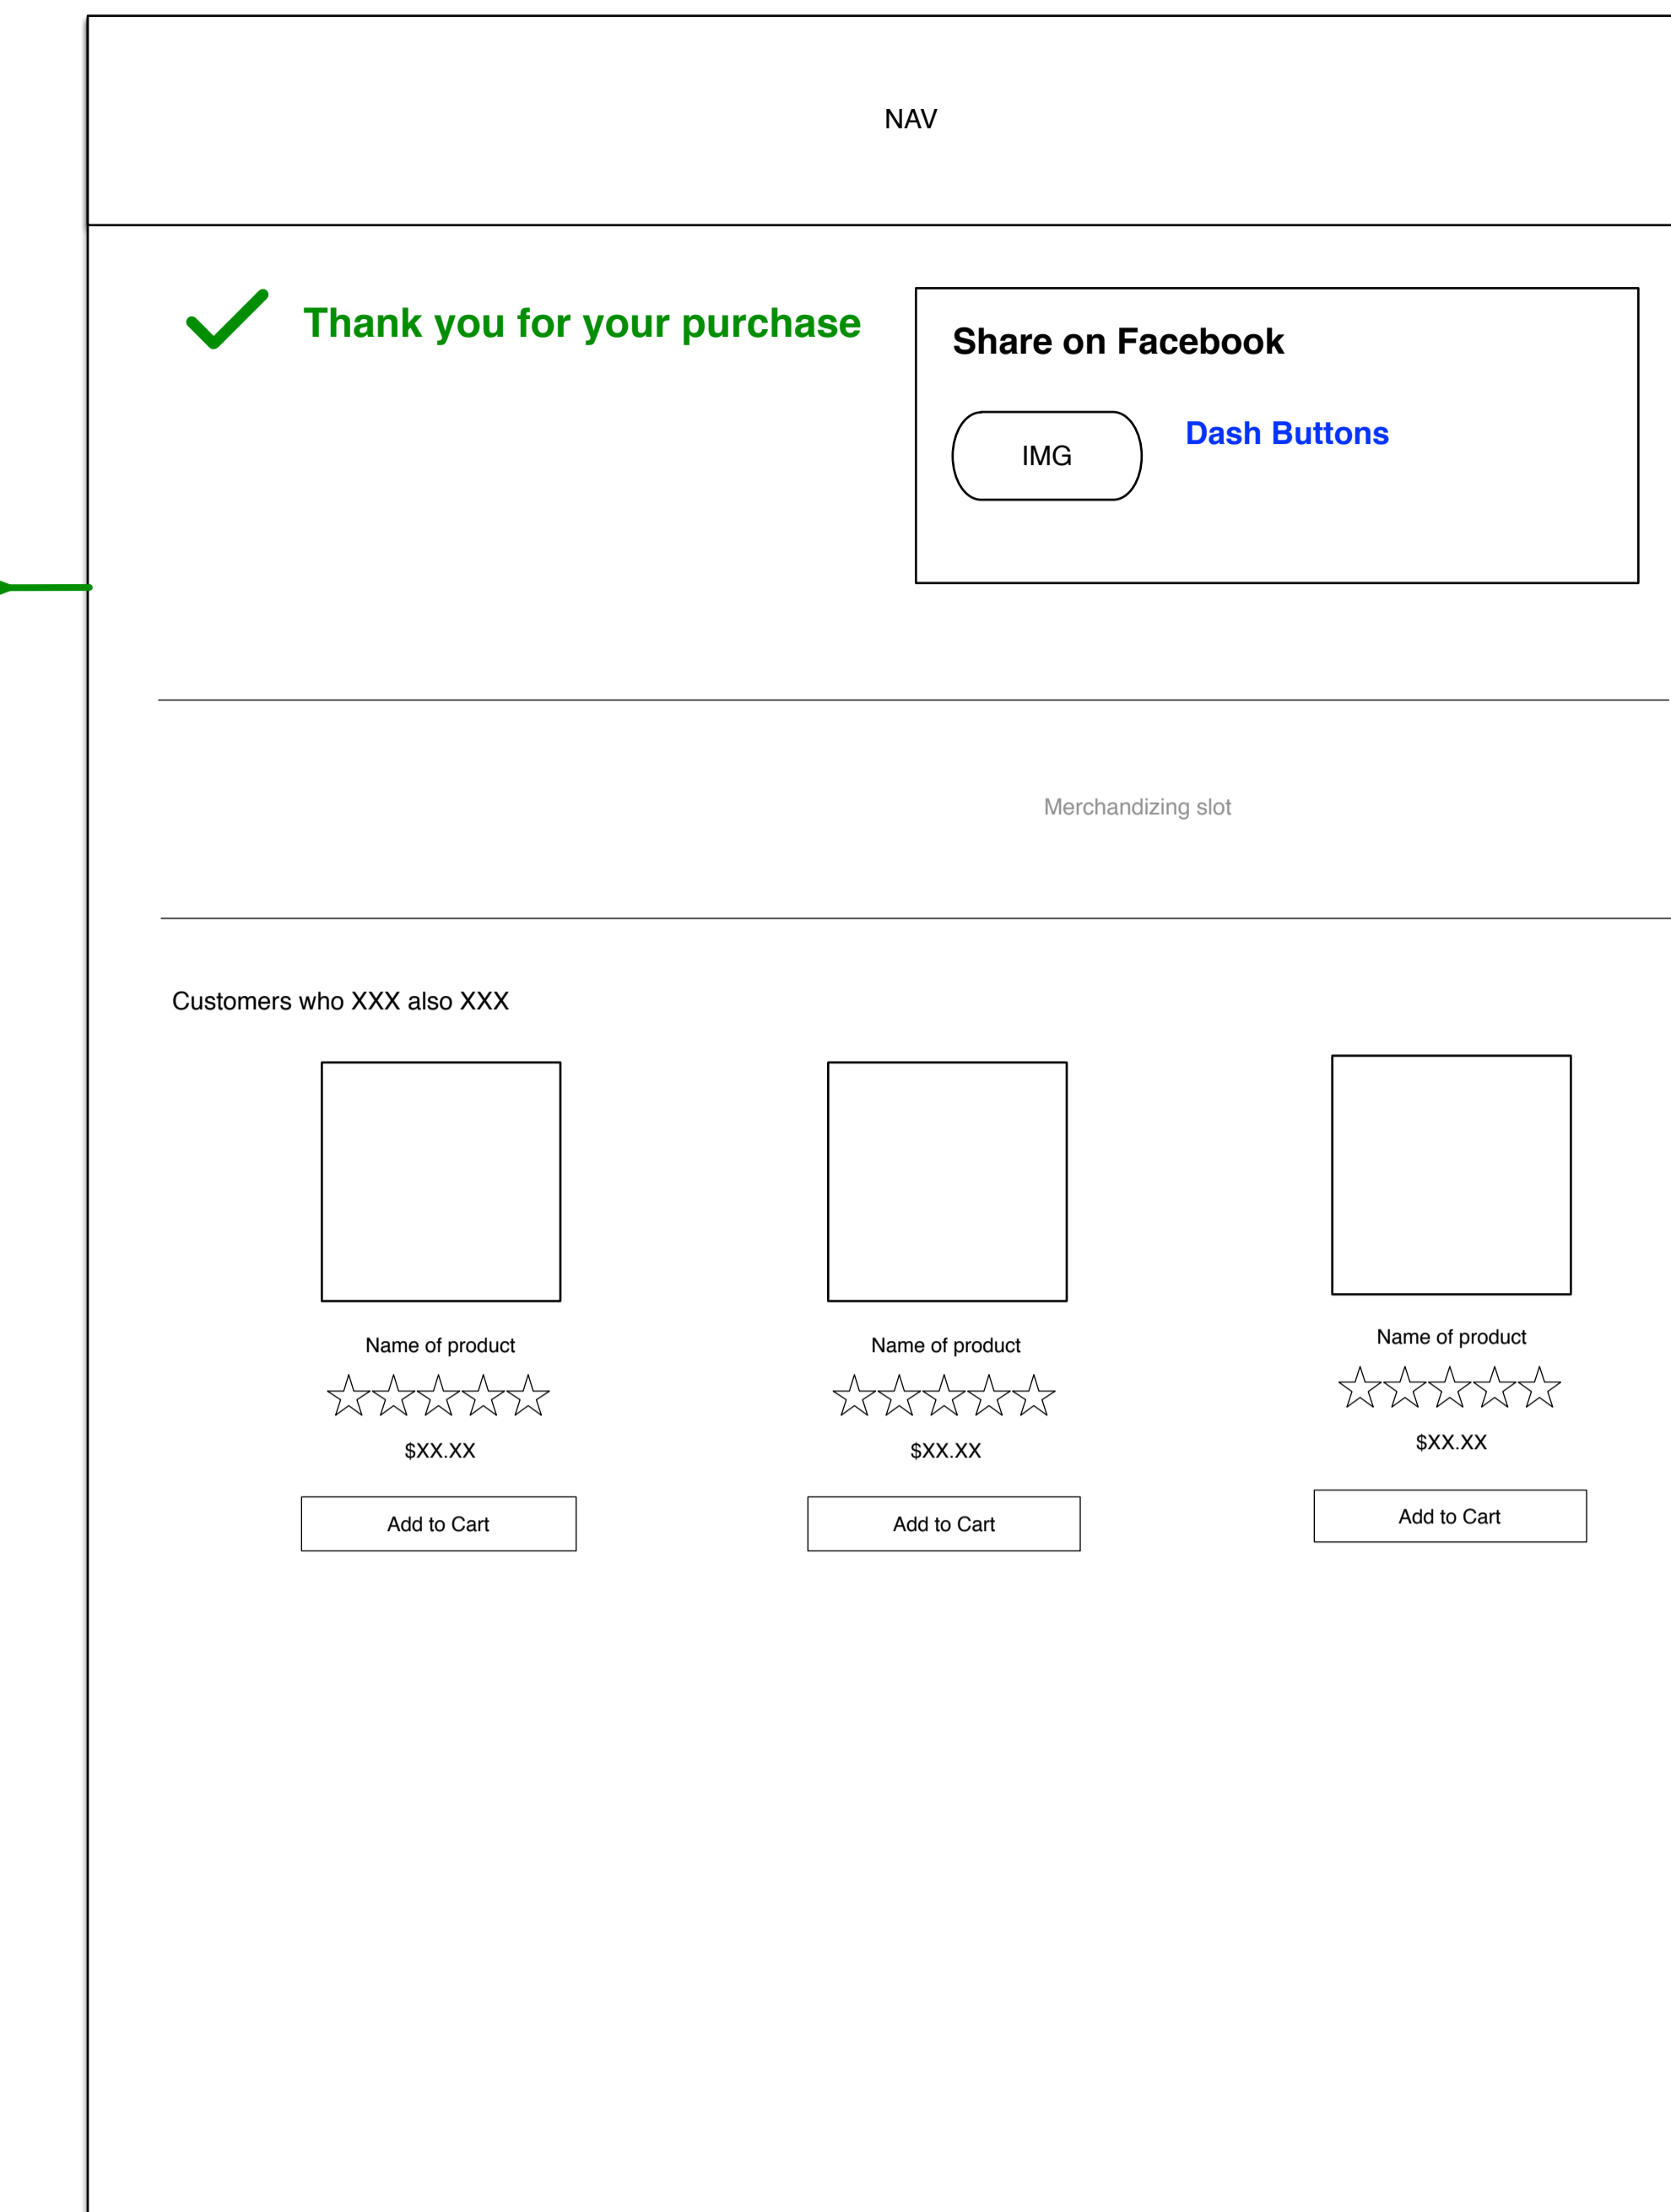 NAV
Thank you for your purchase
Share on Facebook
IMG
Dash Buttons
Merchandizing slot
Customers who XXX also XXX
Name of product
$XX.XX
Add to Cart
Name of product
$XX.XX
Add to Cart
Name of product
$XX.XX
Add to Cart